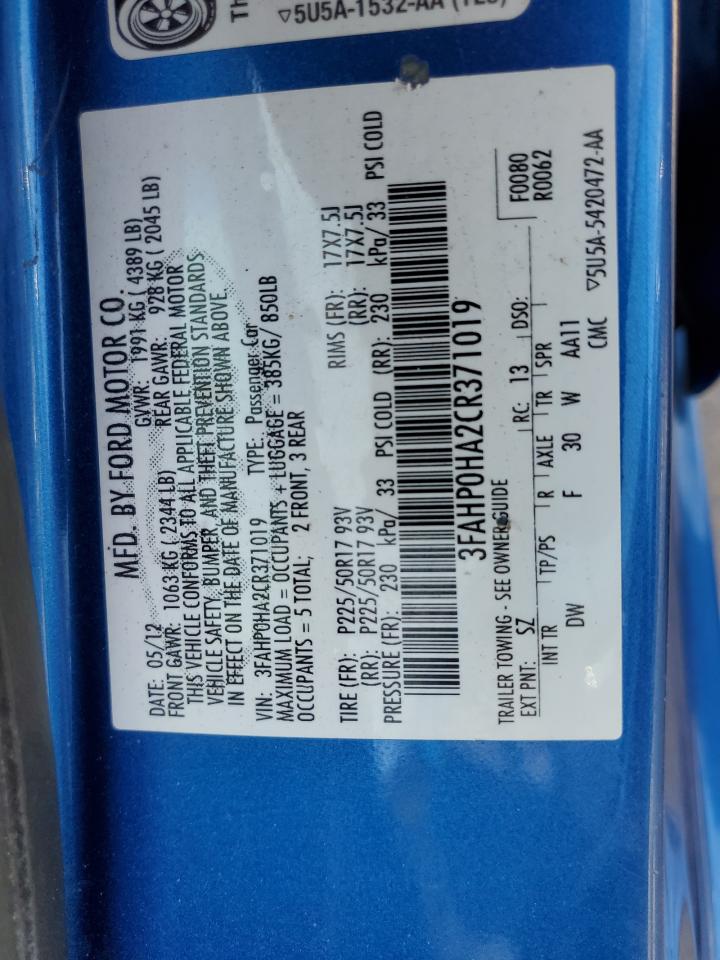 Th
▽5U5A-1532-AA
MFD. BY FORD MOTOR CO.
DATE: 05/12 GVWR: 1991 KG ( 4389 LB)
FRONT GAWR: 1063 KG ( 2344 LB) REAR GAWR: 928 KG ( 2045 LB)
THIS VEHICLE CONFORMS TO ALL APPLICABLE FEDERAL MOTOR
VEHICLE SAFETY, BUMPER, AND THEFT PREVENTION STANDARDS
IN EFFECT ON THE DATE OF MANUFACTURE SHOWN ABOVE.
VIN: 3FAHP0HA2CR371019 TYPE: Passenger Car
MAXIMUM LOAD = OCCUPANTS + LUGGAGE = 385KG/ 850LB
OCCUPANTS = 5 TOTAL; 2 FRONT, 3 REAR
TIRE (FR): P225/50R17 93V RIMS (FR): 17X7.5J
(RR): P225/50R17 93V (RR): 17X7.5J
PRESSURE (FR): 230 kPa/ 33 PSI COLD (RR): 230 kPa/ 33 PSI COLD
3FAHP0HA2CR371019
TRAILER TOWING - SEE OWNER GUIDE F0080
EXT PNT: SZ RC: 13 DSO: R0062
INT TR TP/PS R AXLE TR SPR
DW F 30 W AA11
CMC ▽5U5A-5420472-AA